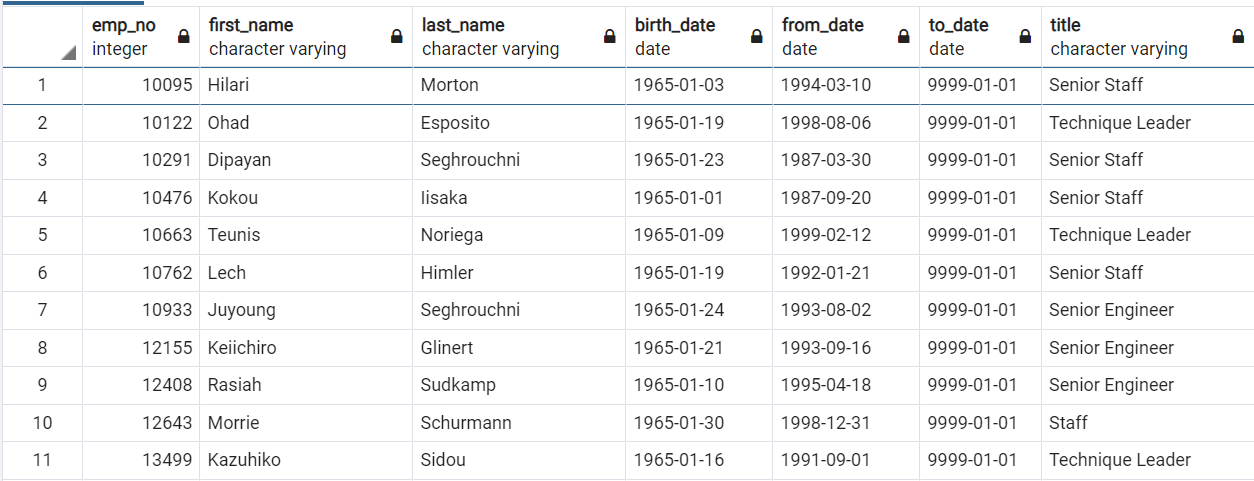 emp_no first_name last_name birth_date from_date to_date title
integer character varying character varying date date date character varying
1 10095 Hilari Morton 1965-01-03 1994-03-10 9999-01-01 Senior Staff
2 10122 Ohad Esposito 1965-01-19 1998-08-06 9999-01-01 Technique Leader
3 10291 Dipayan Seghrouchni 1965-01-23 1987-03-30 9999-01-01 Senior Staff
4 10476 Kokou Iisaka 1965-01-01 1987-09-20 9999-01-01 Senior Staff
5 10663 Teunis Noriega 1965-01-09 1999-02-12 9999-01-01 Technique Leader
6 10762 Lech Himler 1965-01-19 1992-01-21 9999-01-01 Senior Staff
7 10933 Juyoung Seghrouchni 1965-01-24 1993-08-02 9999-01-01 Senior Engineer
8 12155 Keiichiro Glinert 1965-01-21 1993-09-16 9999-01-01 Senior Engineer
9 12408 Rasiah Sudkamp 1965-01-10 1995-04-18 9999-01-01 Senior Engineer
10 12643 Morrie Schurmann 1965-01-30 1998-12-31 9999-01-01 Staff
11 13499 Kazuhiko Sidou 1965-01-16 1991-09-01 9999-01-01 Technique Leader